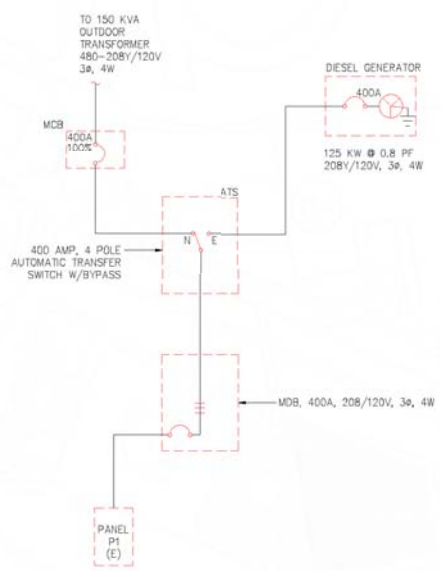 TO 150 KVA
OUTDOOR
TRANSFORMER
480-208Y/120V
3ø, 4W
DIESEL GENERATOR
400A
MCB
400A
100%
125 KW @ 0.8 PF
208Y/120V, 3ø, 4W
ATS
N E
400 AMP, 4 POLE
AUTOMATIC TRANSFER
SWITCH W/BYPASS
MDB, 400A, 208/120V, 3ø, 4W
PANEL
P1
(E)